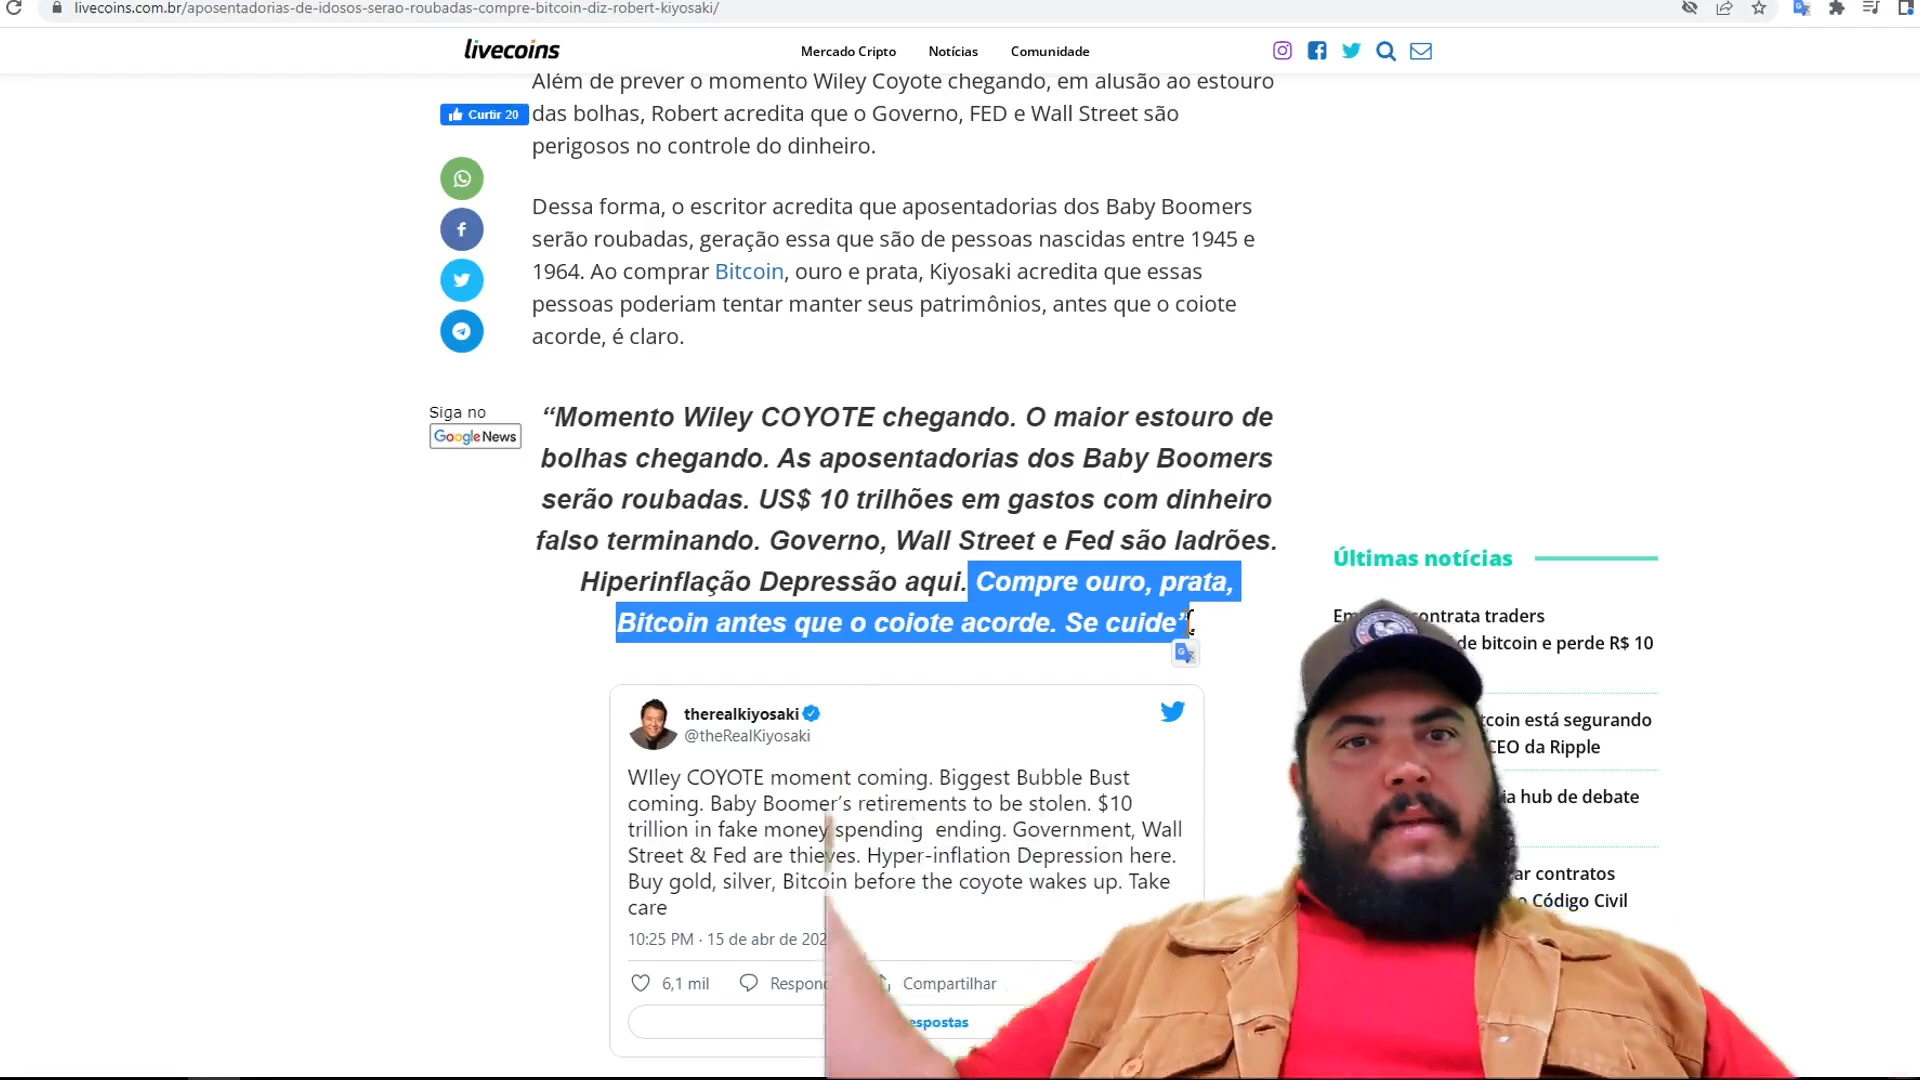 livecoins.com.br/aposentadorias-de-idosos-serao-roubadas-compre-bitcoin-diz-robert-kiyosaki/
livecoins
Mercado Cripto
Notícias
Comunidade
Além de prever o momento Wiley Coyote chegando, em alusão ao estouro
das bolhas, Robert acredita que o Governo, FED e Wall Street são
perigosos no controle do dinheiro.
Curtir 20
Dessa forma, o escritor acredita que aposentadorias dos Baby Boomers
serão roubadas, geração essa que são de pessoas nascidas entre 1945 e
1964. Ao comprar Bitcoin, ouro e prata, Kiyosaki acredita que essas
pessoas poderiam tentar manter seus patrimônios, antes que o coiote
acorde, é claro.
Siga no
Google News
“Momento Wiley COYOTE chegando. O maior estouro de
bolhas chegando. As aposentadorias dos Baby Boomers
serão roubadas. US$ 10 trilhões em gastos com dinheiro
falso terminando. Governo, Wall Street e Fed são ladrões.
Hiperinflação Depressão aqui. Compre ouro, prata,
Bitcoin antes que o coiote acorde. Se cuide”.
therealkiyosaki
@theRealKiyosaki
WIley COYOTE moment coming. Biggest Bubble Bust
coming. Baby Boomer’s retirements to be stolen. $10
trillion in fake money spending ending. Government, Wall
Street & Fed are thieves. Hyper-inflation Depression here.
Buy gold, silver, Bitcoin before the coyote wakes up. Take
care
10:25 PM · 15 de abr de 202
6,1 mil
Respon
Compartilhar
espostas
Últimas notícias
contrata traders
de bitcoin e perde R$ 10
tcoin está segurando
CEO da Ripple
ia hub de debate
ar contratos
Código Civil